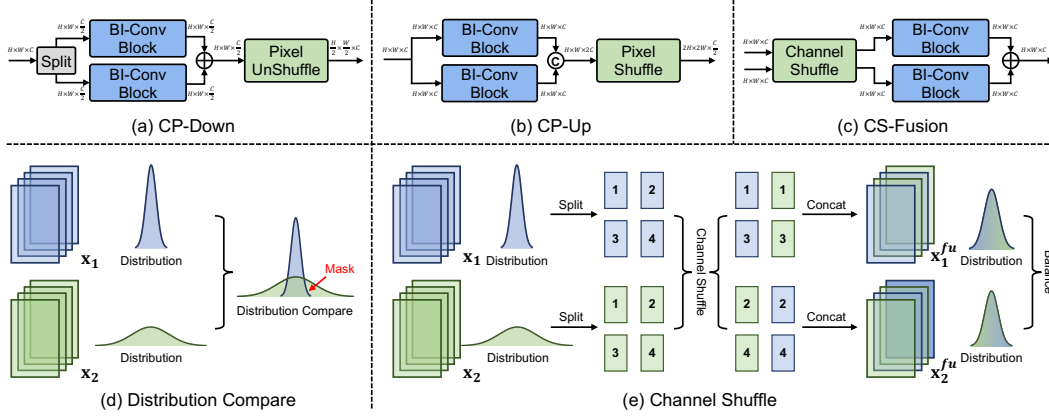 H×W×C
Split
H×W×C/2
H×W×C/2
BI-Conv
Block
BI-Conv
Block
H×W×C/2
H×W×C/2
H×W×C/2
Pixel
UnShuffle
H/2×W/2×2C
(a) CP-Down
H×W×C
BI-Conv
Block
BI-Conv
Block
H×W×C
H×W×C
C
H×W×2C
Pixel
Shuffle
2H×2W×C/2
(b) CP-Up
H×W×C
H×W×C
Channel
Shuffle
H×W×C
H×W×C
BI-Conv
Block
BI-Conv
Block
H×W×C
H×W×C
H×W×C
(c) CS-Fusion
x₁
Distribution
x₂
Distribution
Mask
Distribution Compare
(d) Distribution Compare
x₁
Distribution
x₂
Distribution
Split
Split
1 2
3 4
1 2
3 4
Channel Shuffle
1 1
3 3
2 2
4 4
Concat
Concat
x₁ᶠᵘ
Distribution
x₂ᶠᵘ
Distribution
Balance
(e) Channel Shuffle